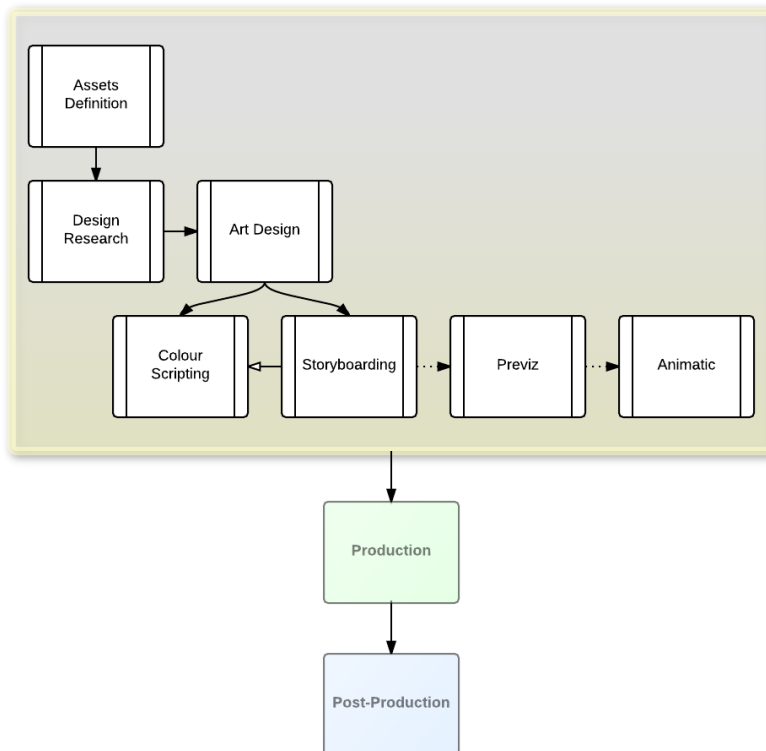 Assets
Definition
Design
Research
Art Design
Colour
Scripting
Storyboarding
Previz
Animatic
Production
Post-Production